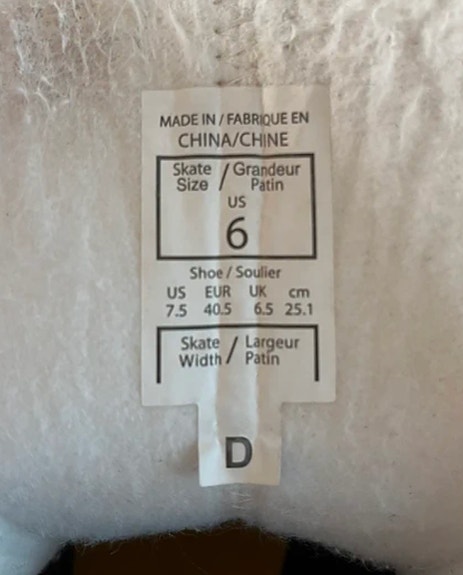 MADE IN / FABRIQUE EN
CHINA/CHINE
Skate / Grandeur
Size Patin
US
6
Shoe / Soulier
US EUR UK cm
7.5 40.5 6.5 25.1
Skate / Largeur
Width Patin
D